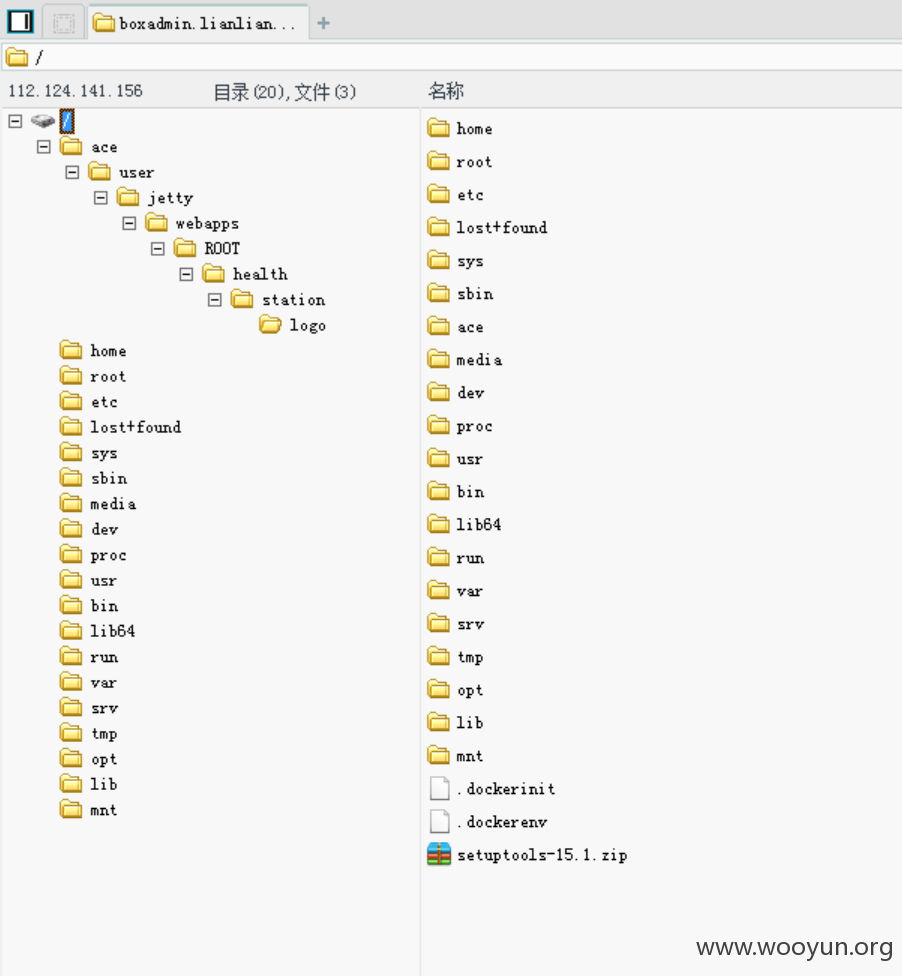 boxadmin.lianlian...
/
112.124.141.156
目录(20),文件(3)
名称
/
ace
user
jetty
webapps
ROOT
health
station
logo
home
root
etc
lost+found
sys
sbin
media
dev
proc
usr
bin
lib64
run
var
srv
tmp
opt
lib
mnt
home
root
etc
lost+found
sys
sbin
ace
media
dev
proc
usr
bin
lib64
run
var
srv
tmp
opt
lib
mnt
.dockerinit
.dockerenv
setuptools-15.1.zip
www.wooyun.org